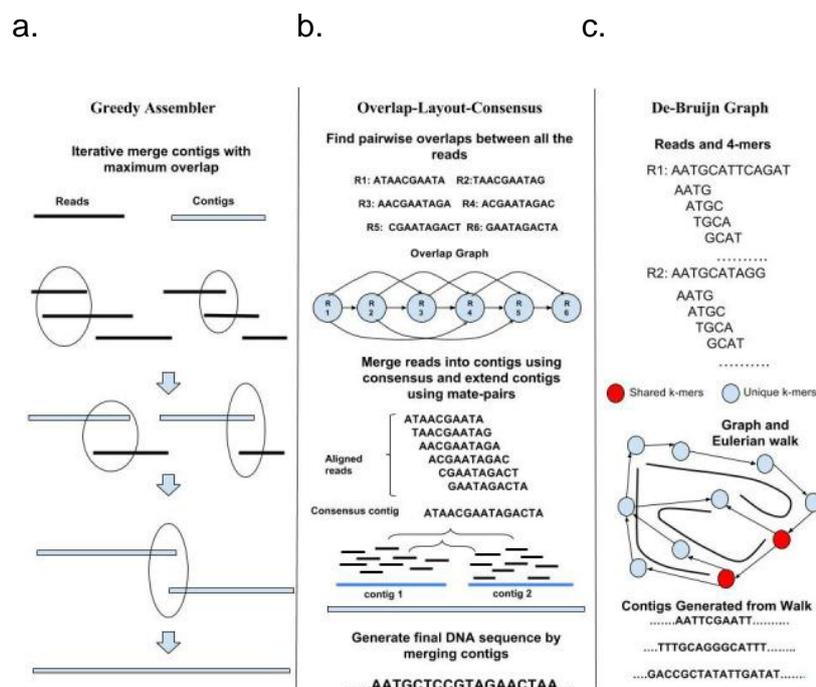 a.
b.
c.
Greedy Assembler
Iterative merge contigs with
maximum overlap
Reads
Contigs
Overlap-Layout-Consensus
Find pairwise overlaps between all the
reads
R1: ATAACGAATA R2:TAACGAATAG
R3: AACGAATAGA R4: ACGAATAGAC
R5: CGAATAGACT R6: GAATAGACTA
Overlap Graph
R
1
R
2
R
3
R
4
R
5
R
6
Merge reads into contigs using
consensus and extend contigs
using mate-pairs
Aligned
reads
ATAACGAATA
TAACGAATAG
AACGAATAGA
ACGAATAGAC
CGAATAGACT
GAATAGACTA
Consensus contig
ATAACGAATAGACTA
contig 1
contig 2
Generate final DNA sequence by
merging contigs
.....AATGCTCCGTAGAACTAA.....
De-Bruijn Graph
Reads and 4-mers
R1: AATGCATTCAGAT
AATG
ATGC
TGCA
GCAT
..........
R2: AATGCATAGG
AATG
ATGC
TGCA
GCAT
..........
Shared k-mers
Unique k-mers
Graph and
Eulerian walk
Contigs Generated from Walk
.......AATTCGAATT..........
....TTTGCAGGGCATTT.......
....GACCGCTATATTGATAT......